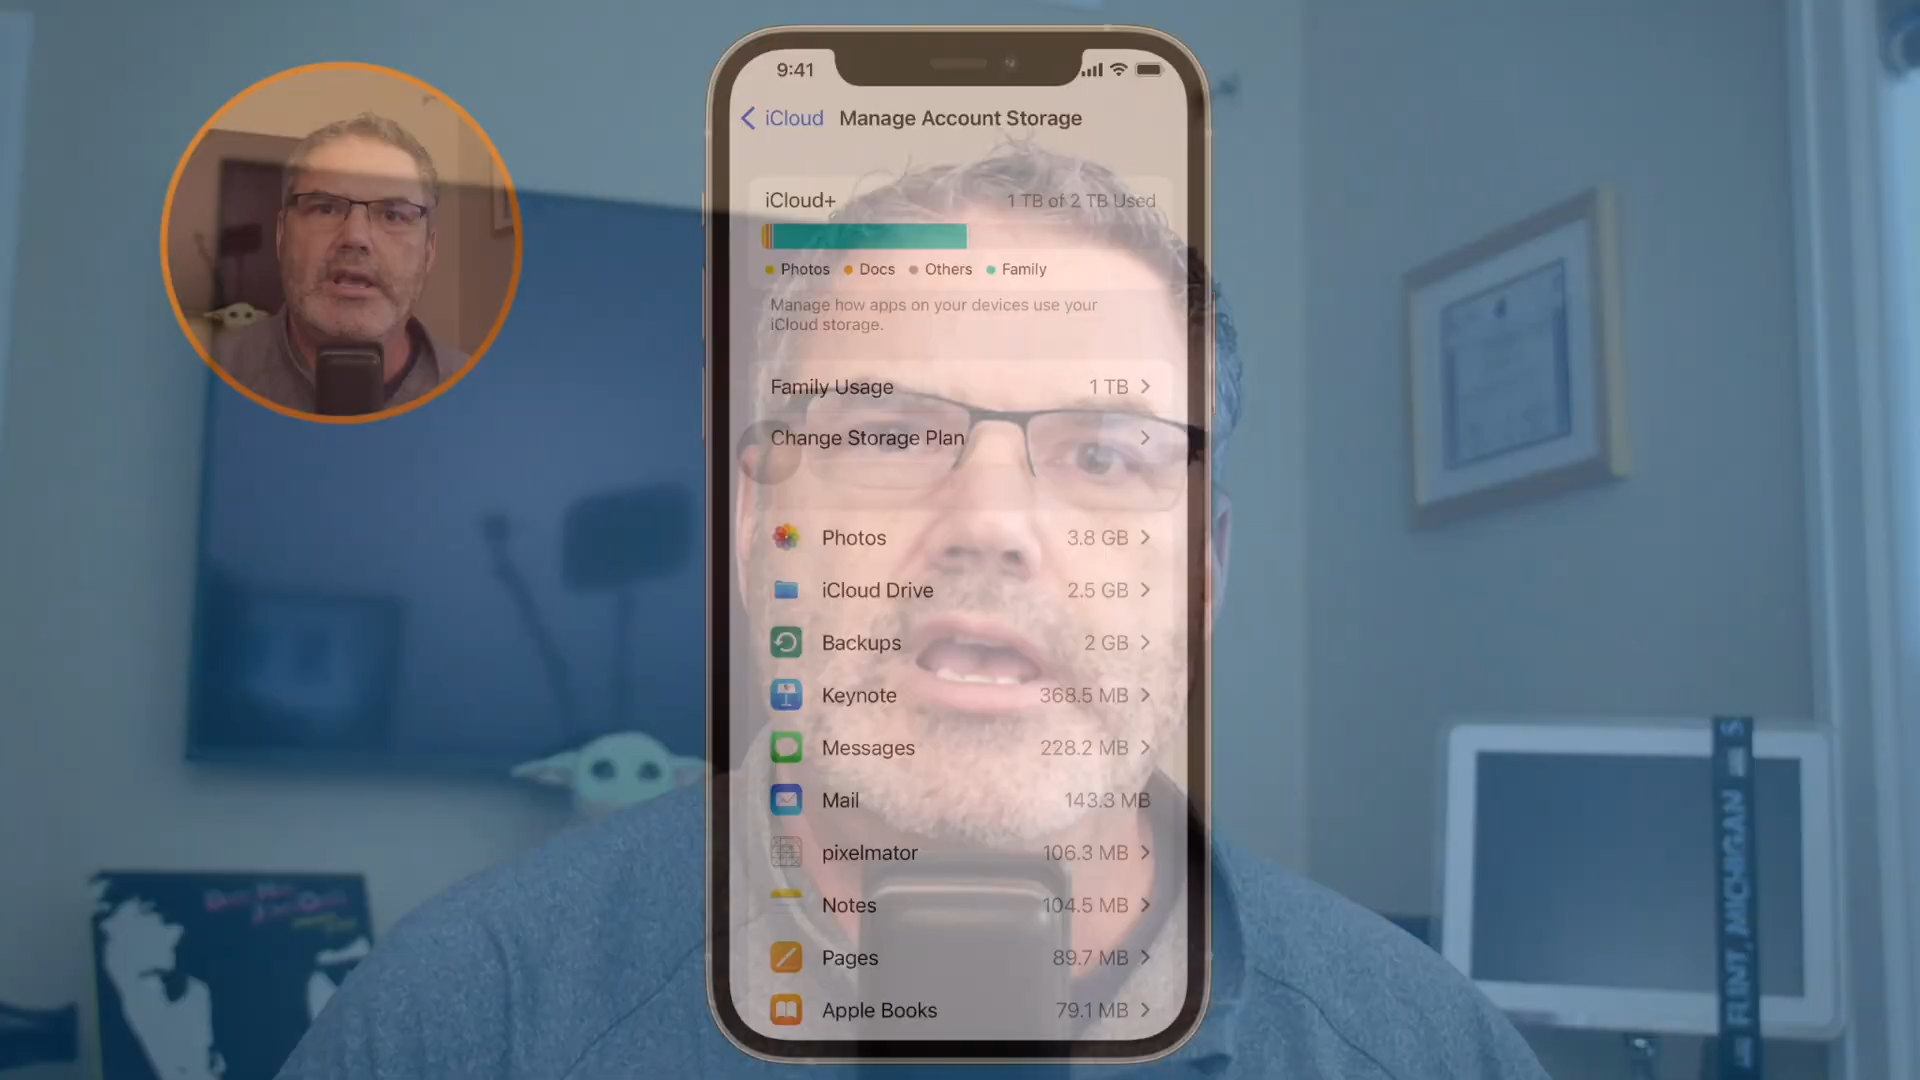 9:41
iCloud Manage Account Storage
iCloud+ 1 TB of 2 TB Used
Photos Docs Others Family
Manage how apps on your devices use your
iCloud storage.
Family Usage 1 TB
Change Storage Plan
Photos 3.8 GB
iCloud Drive 2.5 GB
Backups 2 GB
Keynote 368.5 MB
Messages 228.2 MB
Mail 143.3 MB
pixelmator 106.3 MB
Notes 104.5 MB
Pages 89.7 MB
Apple Books 79.1 MB
FLINT, MICHIGAN